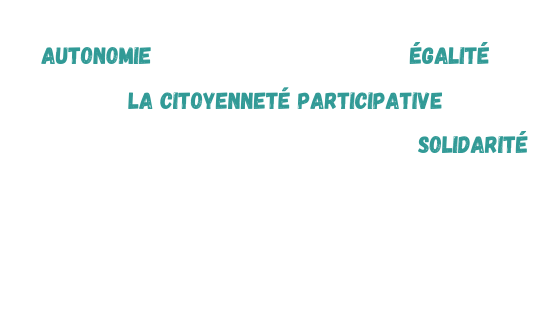 AUTONOMIE
ÉGALITÉ
LA CITOYENNETÉ PARTICIPATIVE
SOLIDARITÉ